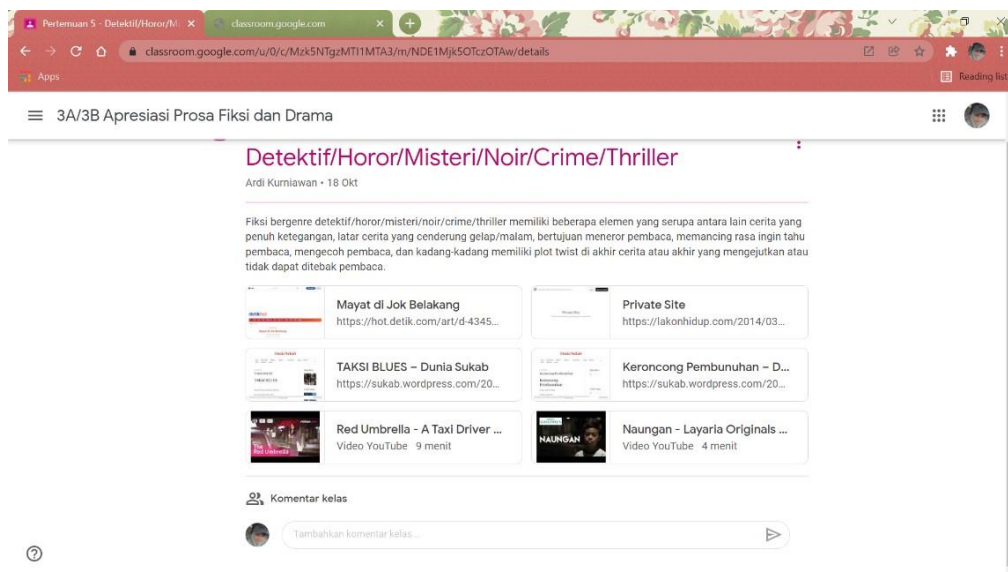 Pertemuan 5 - Detektif/Horor/Mi
classroom.google.com
classroom.google.com/u/0/c/Mzk5NTgzMTI1MTA3/m/NDE1Mjk5OTczOTAw/details
Apps
Reading list
3A/3B Apresiasi Prosa Fiksi dan Drama
Detektif/Horor/Misteri/Noir/Crime/Thriller
Ardi Kurniawan • 18 Okt
Fiksi bergenre detektif/horor/misteri/noir/crime/thriller memiliki beberapa elemen yang serupa antara lain cerita yang
penuh ketegangan, latar cerita yang cenderung gelap/malam, bertujuan meneror pembaca, memancing rasa ingin tahu
pembaca, mengecoh pembaca, dan kadang-kadang memiliki plot twist di akhir cerita atau akhir yang mengejutkan atau
tidak dapat ditebak pembaca.
Mayat di Jok Belakang
https://hot.detik.com/art/d-4345...
Private Site
https://lakonhidup.com/2014/03...
TAKSI BLUES – Dunia Sukab
https://sukab.wordpress.com/20...
Keroncong Pembunuhan – D...
https://sukab.wordpress.com/20...
Red Umbrella - A Taxi Driver ...
Video YouTube 9 menit
NAUNGAN
Naungan - Layaria Originals ...
Video YouTube 4 menit
Komentar kelas
Tambahkan komentar kelas...